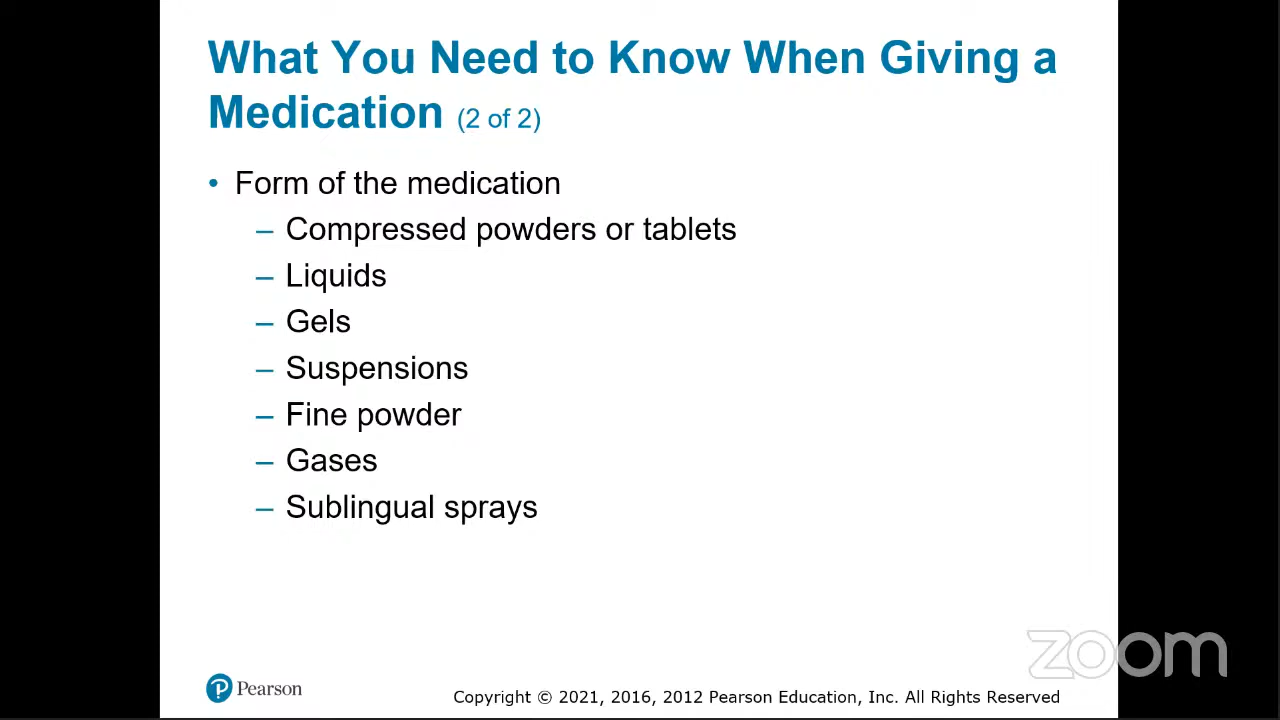 What You Need to Know When Giving a
Medication (2 of 2)
• Form of the medication
– Compressed powders or tablets
– Liquids
– Gels
– Suspensions
– Fine powder
– Gases
– Sublingual sprays
zoom
P Pearson
Copyright © 2021, 2016, 2012 Pearson Education, Inc. All Rights Reserved